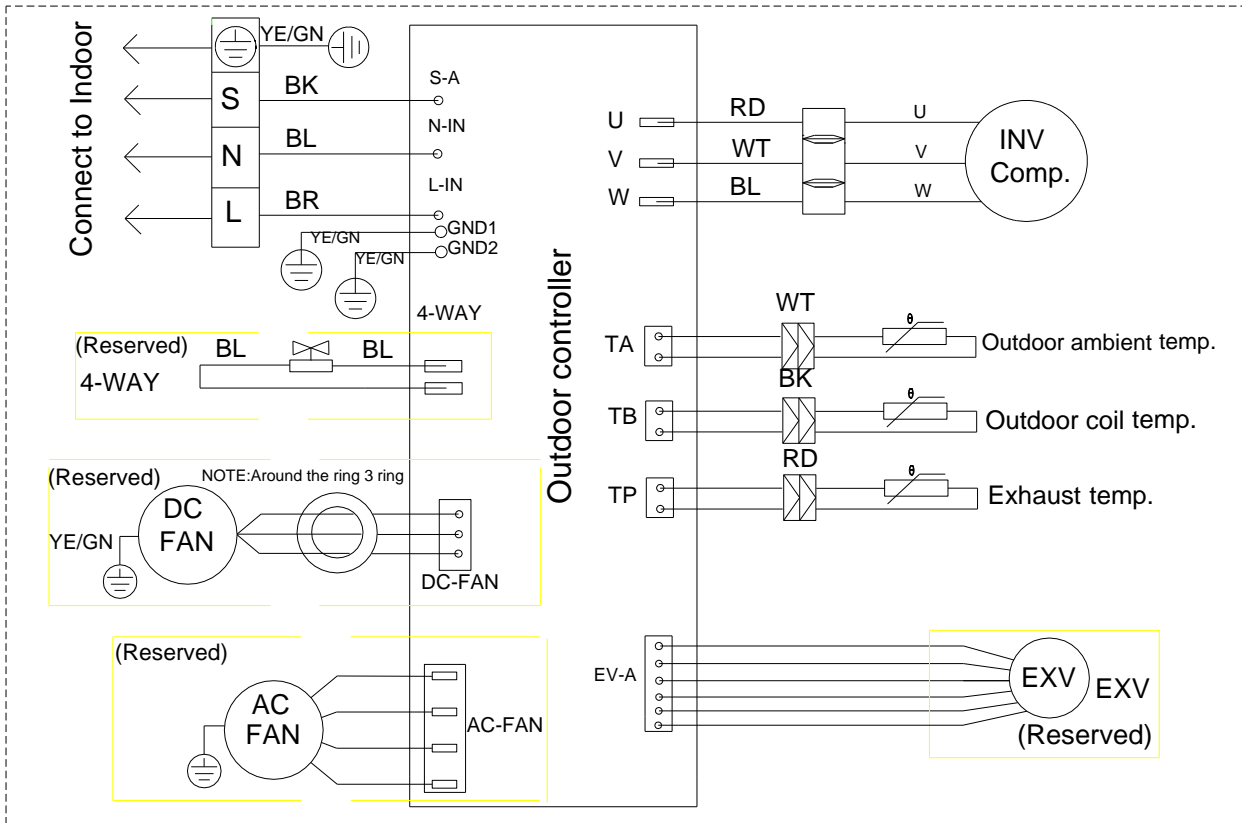 Connect to Indoor
YE/GN
S
BK
S-A
N
BL
N-IN
L
BR
L-IN
YE/GN
GND1
YE/GN
GND2
4-WAY
(Reserved)
BL
BL
4-WAY
(Reserved)
NOTE:Around the ring 3 ring
DC
FAN
YE/GN
DC-FAN
(Reserved)
AC
FAN
AC-FAN
Outdoor controller
U
RD
U
V
WT
V
W
BL
W
INV
Comp.
TA
WT
θ
Outdoor ambient temp.
TB
BK
θ
Outdoor coil temp.
TP
RD
θ
Exhaust temp.
EV-A
EXV
EXV
(Reserved)